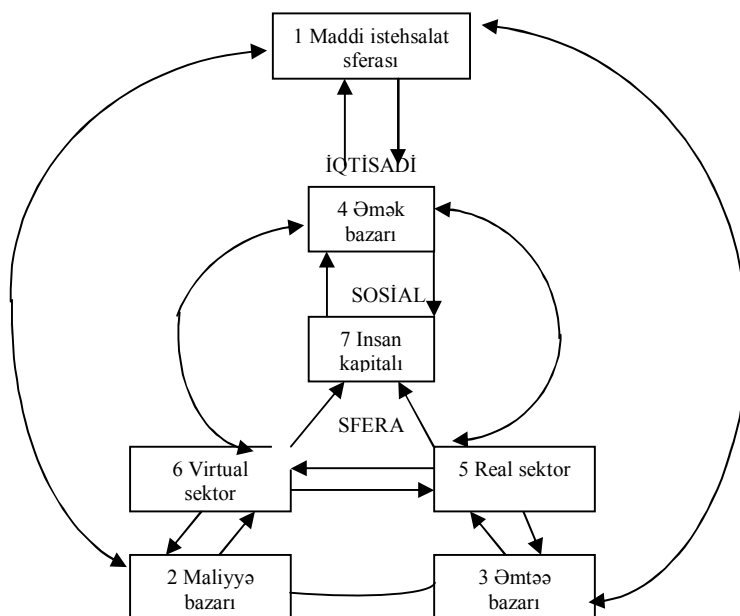 1 Maddi istehsalat
sferası
İQTİSADİ
4 Əmək
bazarı
SOSİAL
7 Insan
kapitalı
SFERA
6 Virtual
sektor
5 Real sektor
2 Maliyyə
bazarı
3 Əmtəə
bazarı